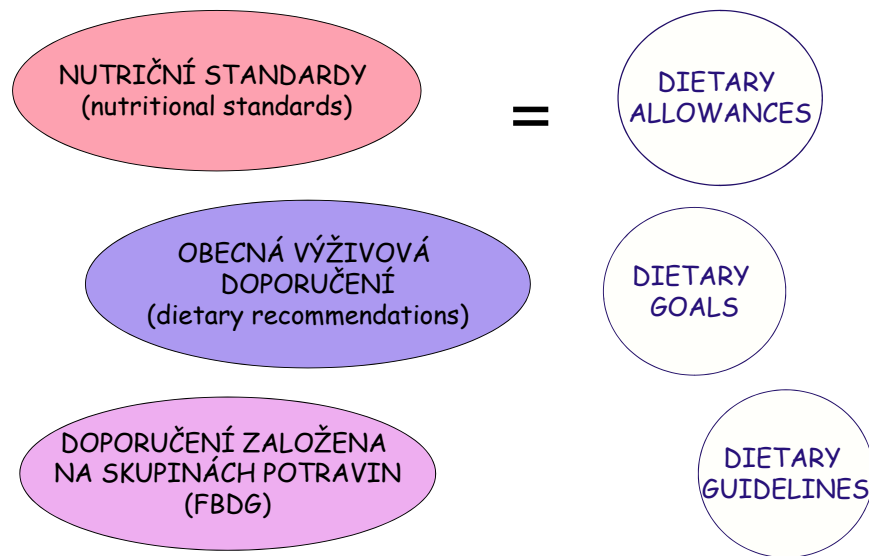 NUTRIČNÍ STANDARDY
(nutritional standards)
=
DIETARY
ALLOWANCES
OBECNÁ VÝŽIVOVÁ
DOPORUČENÍ
(dietary recommendations)
DIETARY
GOALS
DOPORUČENÍ ZALOŽENA
NA SKUPINÁCH POTRAVIN
(FBDG)
DIETARY
GUIDELINES